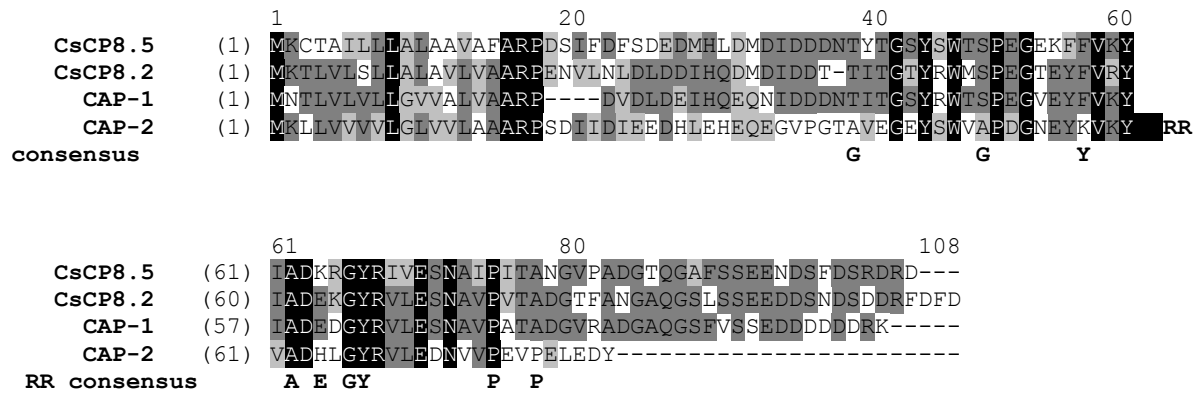 1 20 40 60
CsCP8.5 (1) MKCTAILLLALAAVAFARPDSIFDFSDEDMHLDMDIDDDNTYTGSYSWTSPEGEKFFVKY
CsCP8.2 (1) MKTLVLSLLALAVLVAARPENVLNLDLDDIHQDMDIDDT-TITGTYRWMSPEGTEYFVRY
CAP-1 (1) MNTLVLVLLGVVALVAARP----DVDLDEIHQEQNIDDDNTITGSYRWTSPEGVEYFVKY
CAP-2 (1) MKLLVVVVLGLVVLAAARPSDIIDIEEDHLEHEQEGVPGTAVEGEYSWVAPDGNEYKVKY RR
consensus G G Y
61 80 108
CsCP8.5 (61) IADKRGYRIVESNAIPITANGVPADGTQGAFSSEENDSFDSRDRD---
CsCP8.2 (60) IADEKGYRVLESNAVPVTADGTFANGAQGSLSSEEDDSNDSDDRFDFD
CAP-1 (57) IADEDGYRVLESNAVPATADGVRADGAQGSFVSSEDDDDDDRK-----
CAP-2 (61) VADHLGYRVLEDNVVPEVPELEDY------------------------
RR consensus A E GY P P